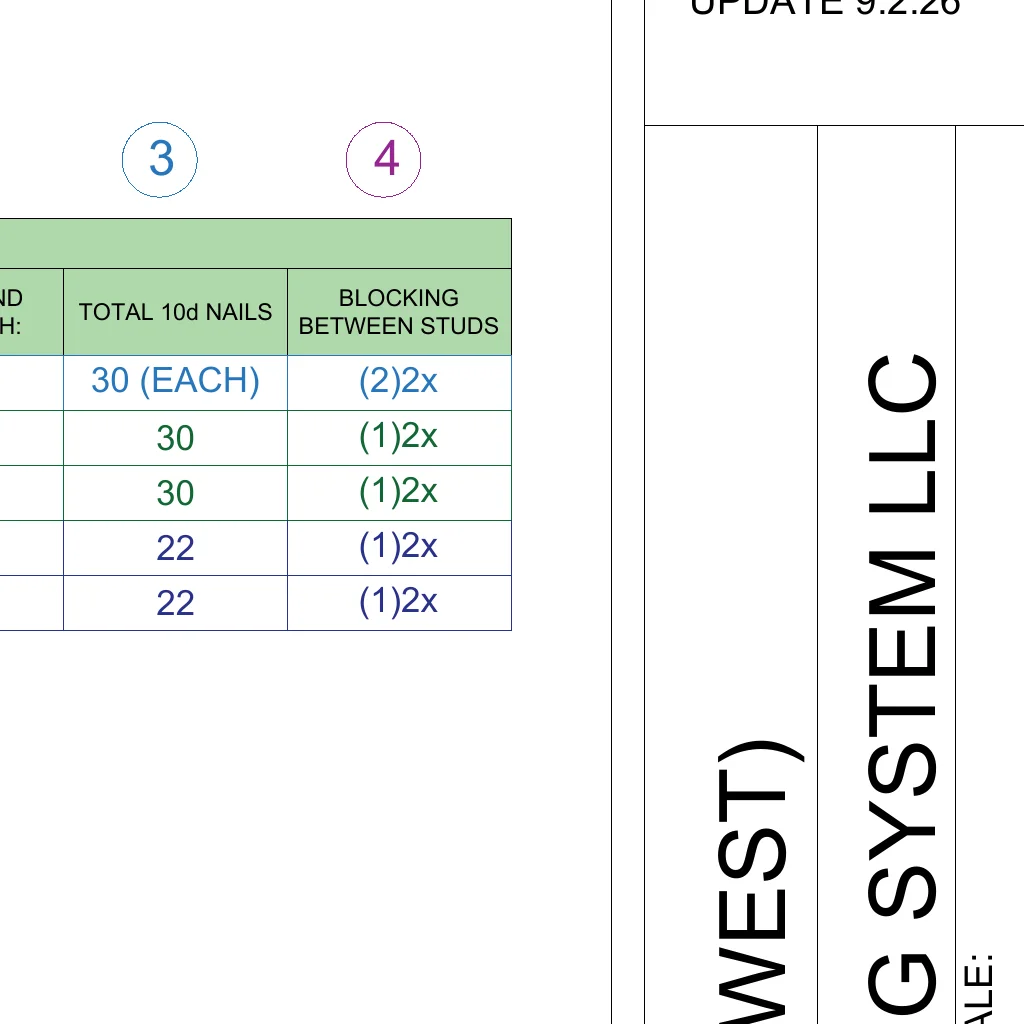 UPDATE 9.2.26
3
4
ND
H:
TOTAL 10d NAILS
BLOCKING
BETWEEN STUDS
30 (EACH)
(2)2x
30
(1)2x
30
(1)2x
22
(1)2x
22
(1)2x
WEST)
G SYSTEM LLC
ALE: